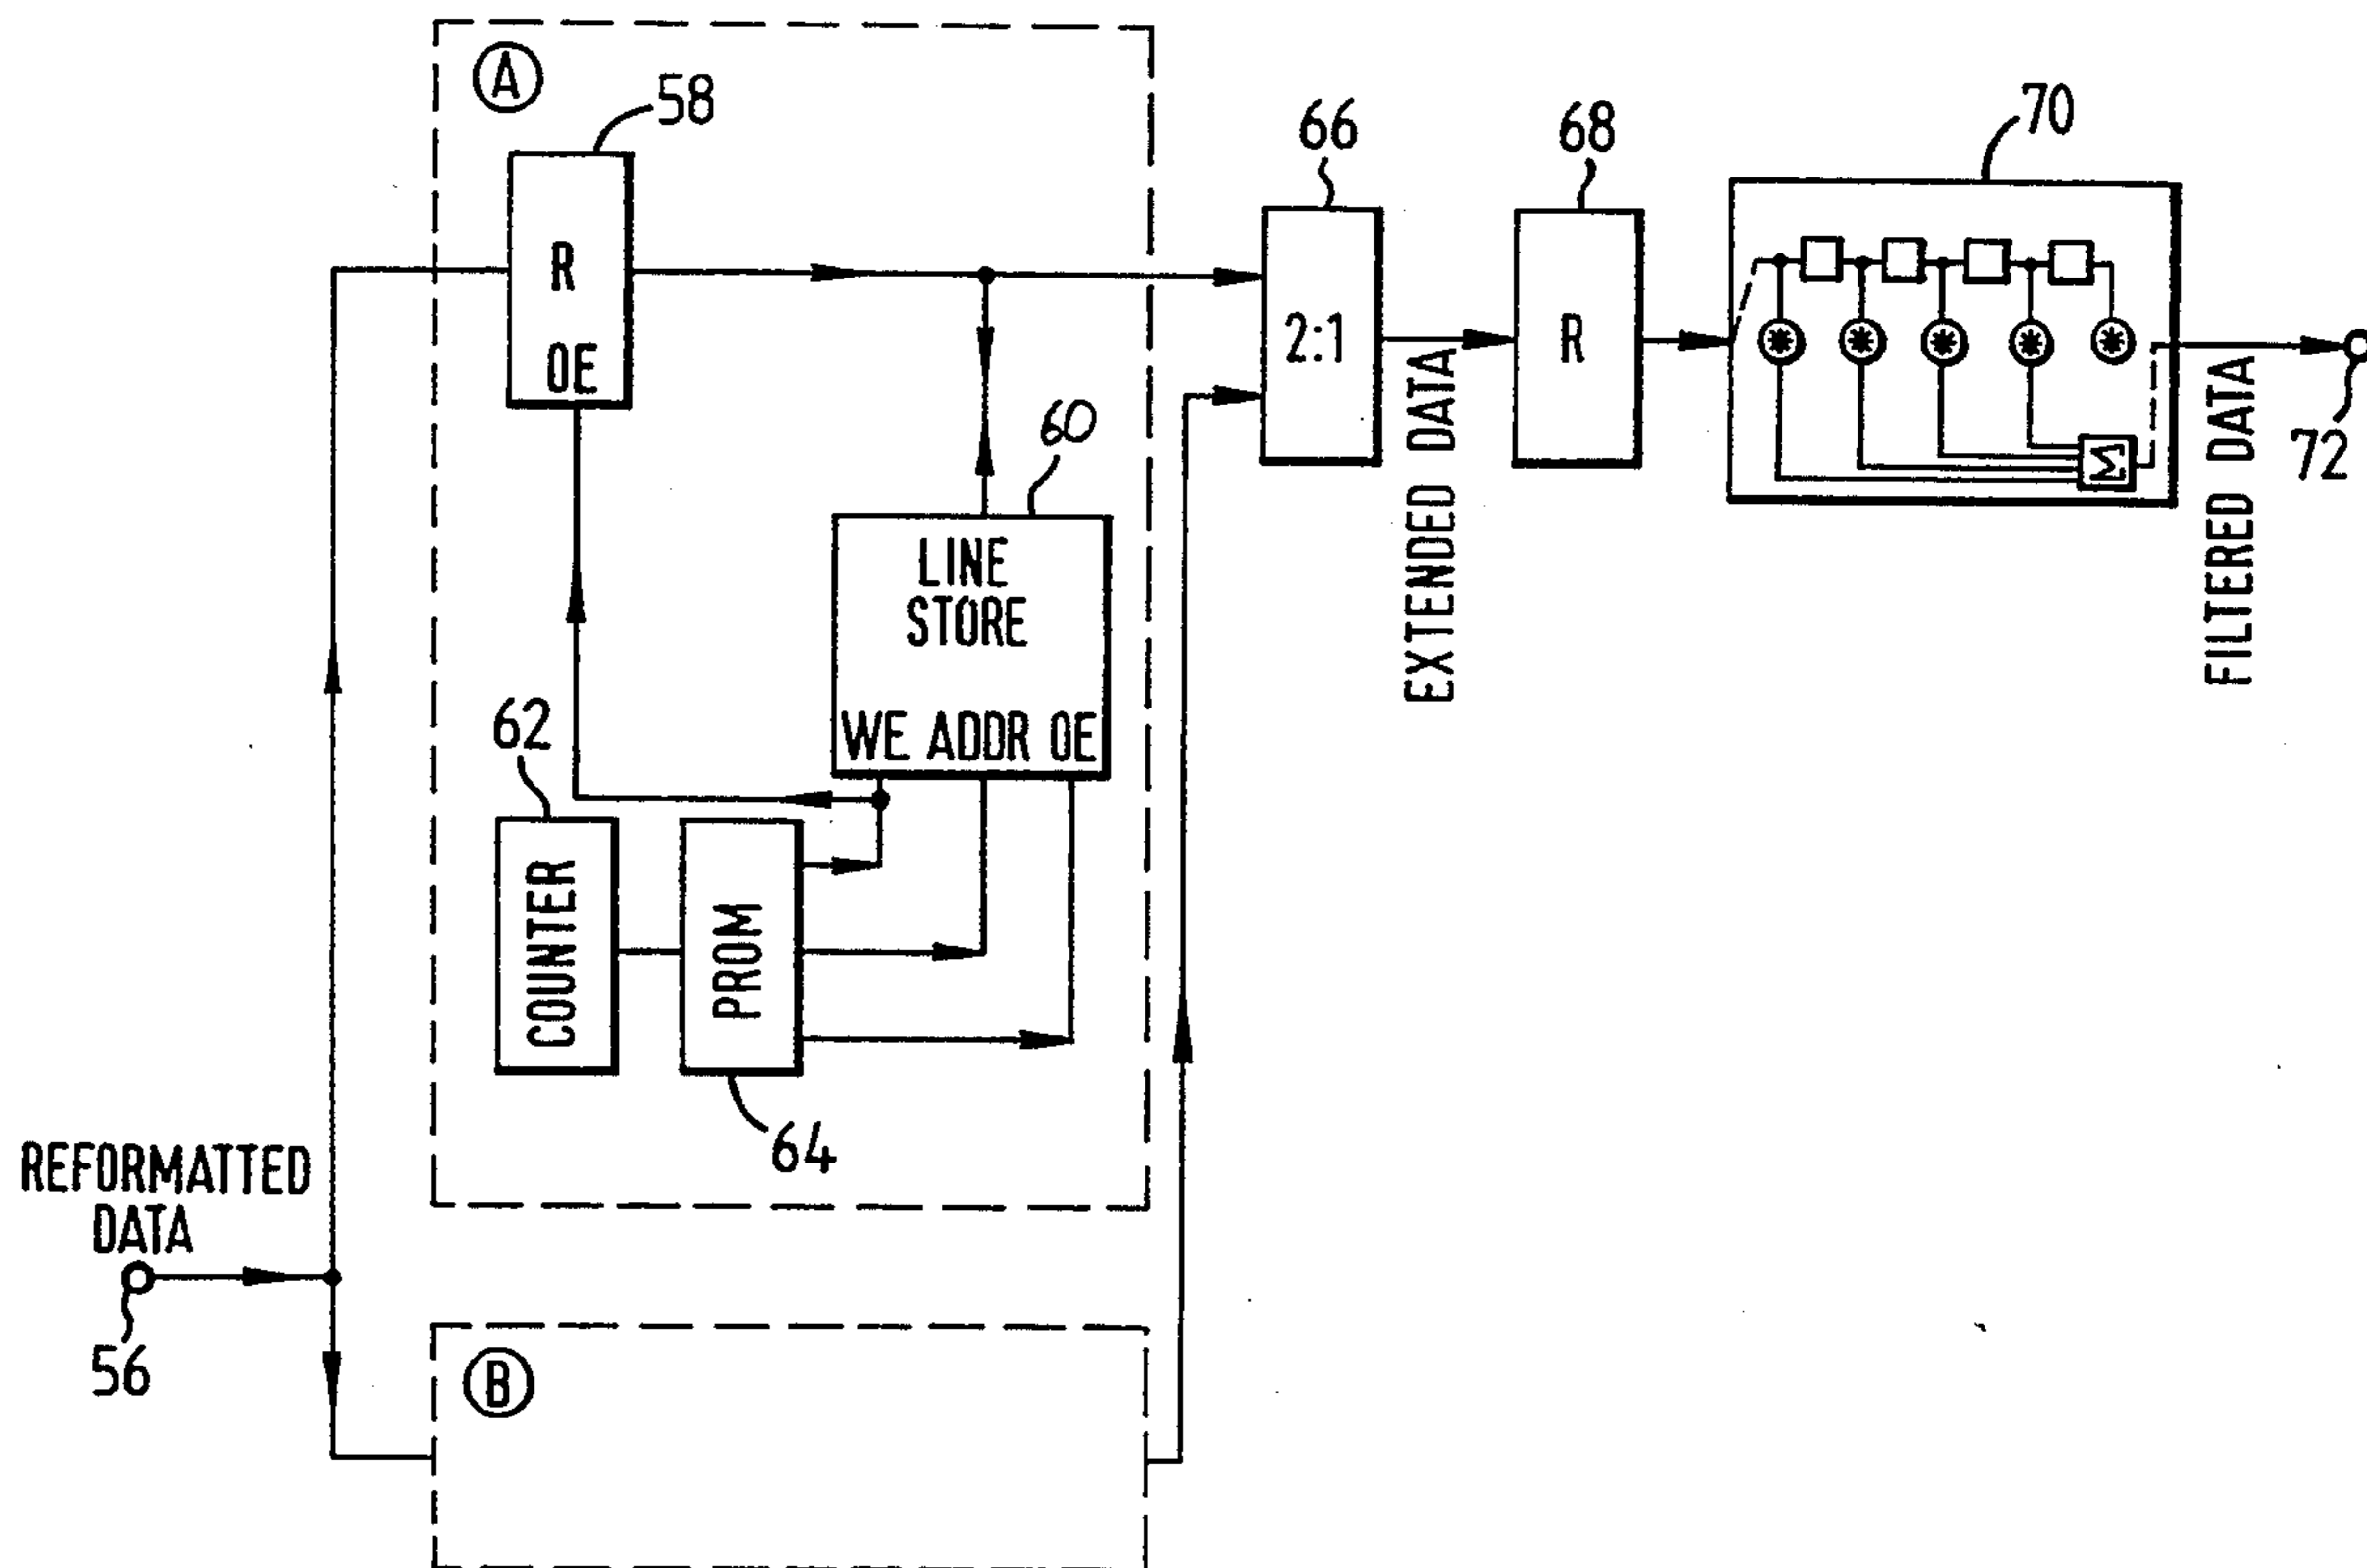 A
58
R
OE
60
LINE
STORE
WE ADDR OE
62
COUNTER
PROM
64
66
2:1
EXTENDED DATA
68
R
70
* * * * *
Σ
FILTERED DATA
72
REFORMATTED
DATA
56
B